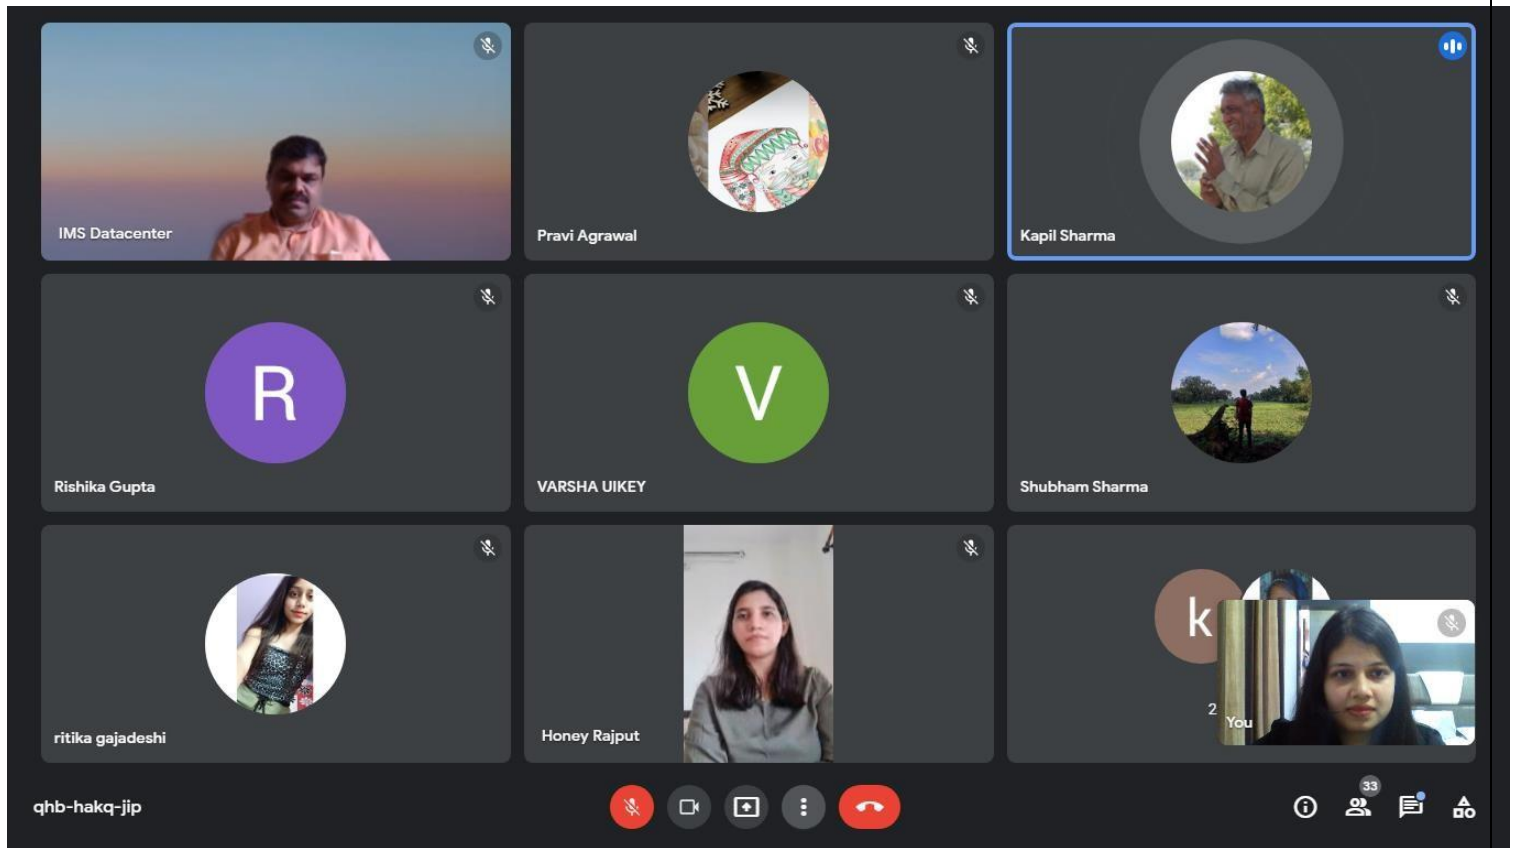 IMS Datacenter
Pravi Agrawal
Kapil Sharma
R
V
Rishika Gupta
VARSHA UIKEY
Shubham Sharma
k
2
You
ritika gajadeshi
Honey Rajput
qhb-hakq-jip
33